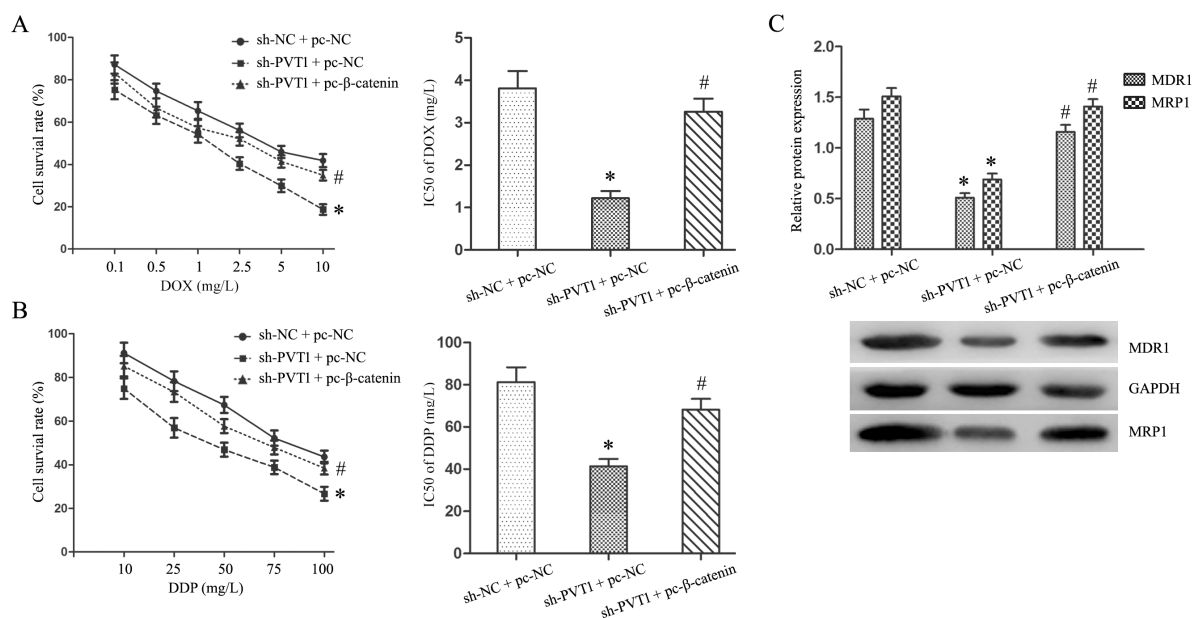 A
sh-NC + pc-NC
sh-PVT1 + pc-NC
sh-PVT1 + pc-β-catenin
Cell survial rate (%)
100
80
60
40
20
0
#
*
0.1 0.5 1 2.5 5 10
DOX (mg/L)
IC50 of DOX (mg/L)
5
4
3
2
1
0
*
#
sh-NC + pc-NC
sh-PVT1 + pc-NC
sh-PVT1 + pc-β-catenin
B
sh-NC + pc-NC
sh-PVT1 + pc-NC
sh-PVT1 + pc-β-catenin
Cell survial rate (%)
100
80
60
40
20
0
#
*
10 25 50 75 100
DDP (mg/L)
IC50 of DDP (mg/L)
100
80
60
40
20
0
*
#
sh-NC + pc-NC
sh-PVT1 + pc-NC
sh-PVT1 + pc-β-catenin
C
Relative protein expression
2.0
1.5
1.0
0.5
0.0
MDR1
MRP1
* *
# #
sh-NC + pc-NC
sh-PVT1 + pc-NC
sh-PVT1 + pc-β-catenin
MDR1
GAPDH
MRP1